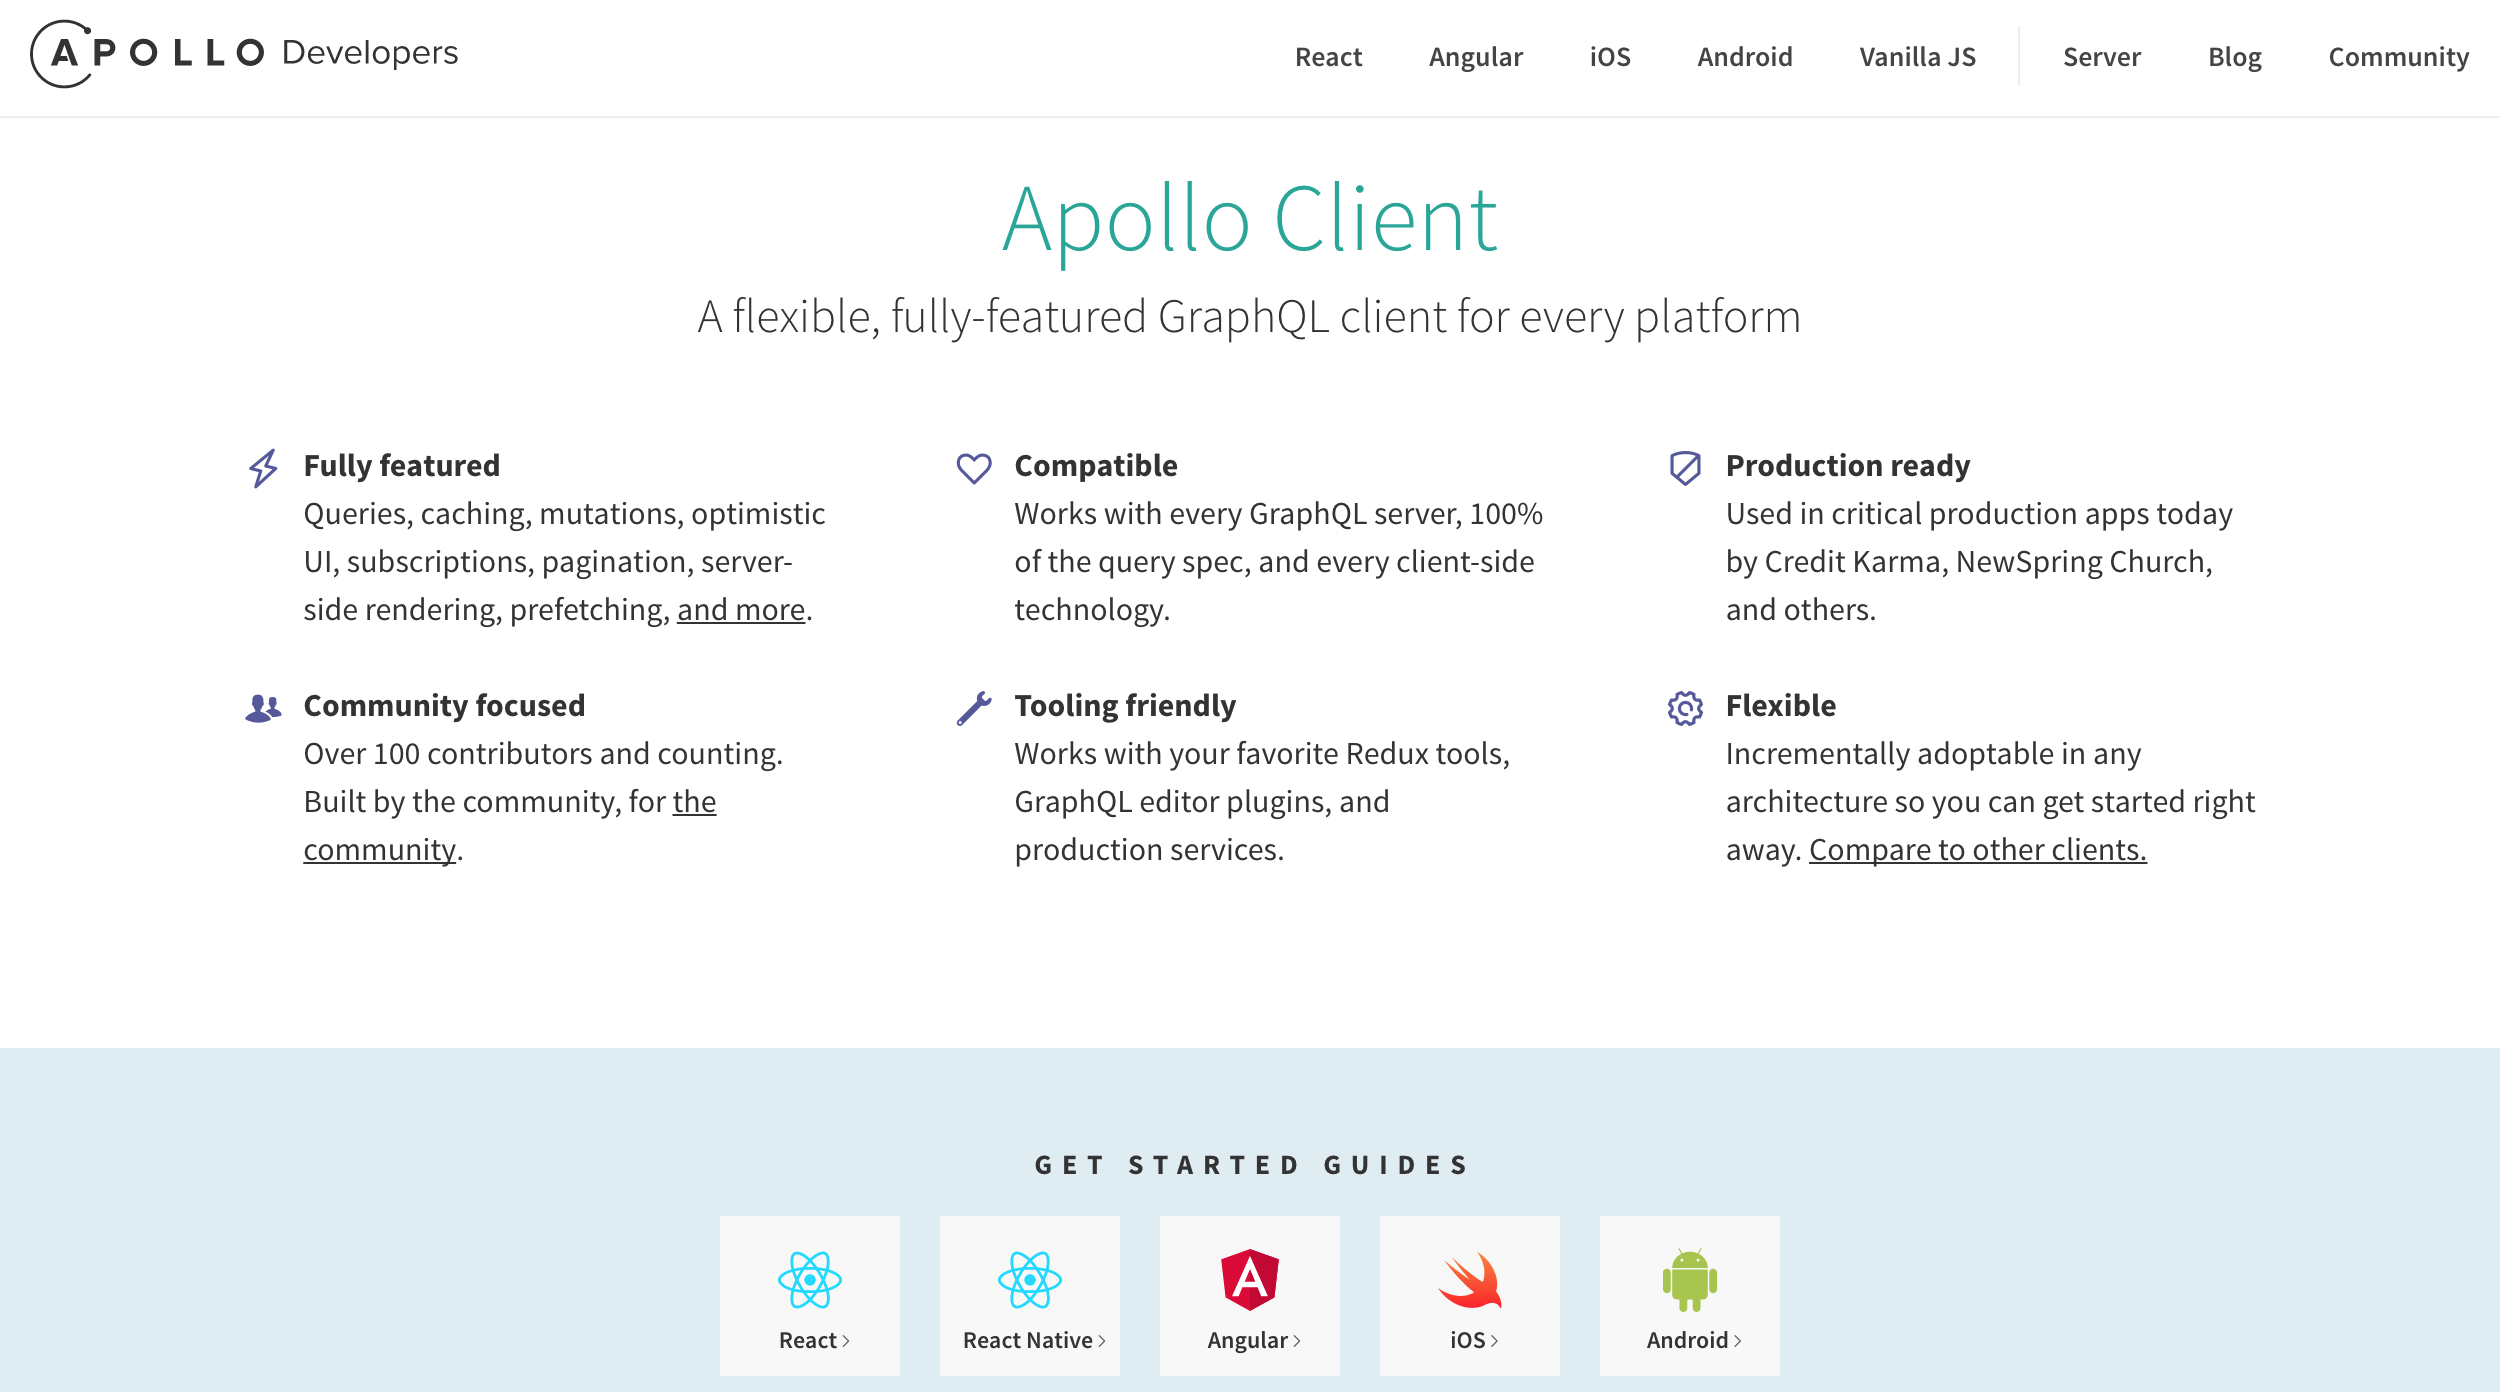 APOLLO Developers
React Angular iOS Android Vanilla JS Server Blog Community
Apollo Client
A flexible, fully-featured GraphQL client for every platform
Fully featured
Queries, caching, mutations, optimistic
UI, subscriptions, pagination, server-
side rendering, prefetching, and more.
Compatible
Works with every GraphQL server, 100%
of the query spec, and every client-side
technology.
Production ready
Used in critical production apps today
by Credit Karma, NewSpring Church,
and others.
Community focused
Over 100 contributors and counting.
Built by the community, for the
community.
Tooling friendly
Works with your favorite Redux tools,
GraphQL editor plugins, and
production services.
Flexible
Incrementally adoptable in any
architecture so you can get started right
away. Compare to other clients.
GET STARTED GUIDES
React
React Native
Angular
iOS
Android